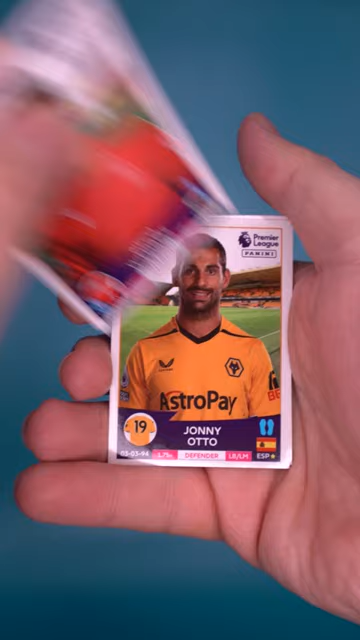 Premier
League
PANINI
AstroPay
19
JONNY
OTTO
03-03-94
1,75m
DEFENDER
LB/LM
ESP